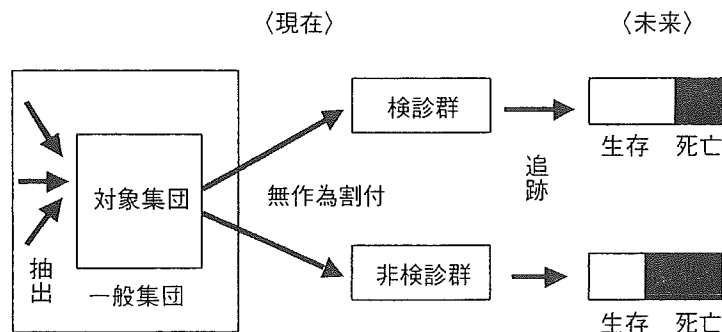 〈現在〉
〈未来〉
検診群
生存
死亡
対象集団
無作為割付
追跡
抽出
一般集団
非検診群
生存
死亡